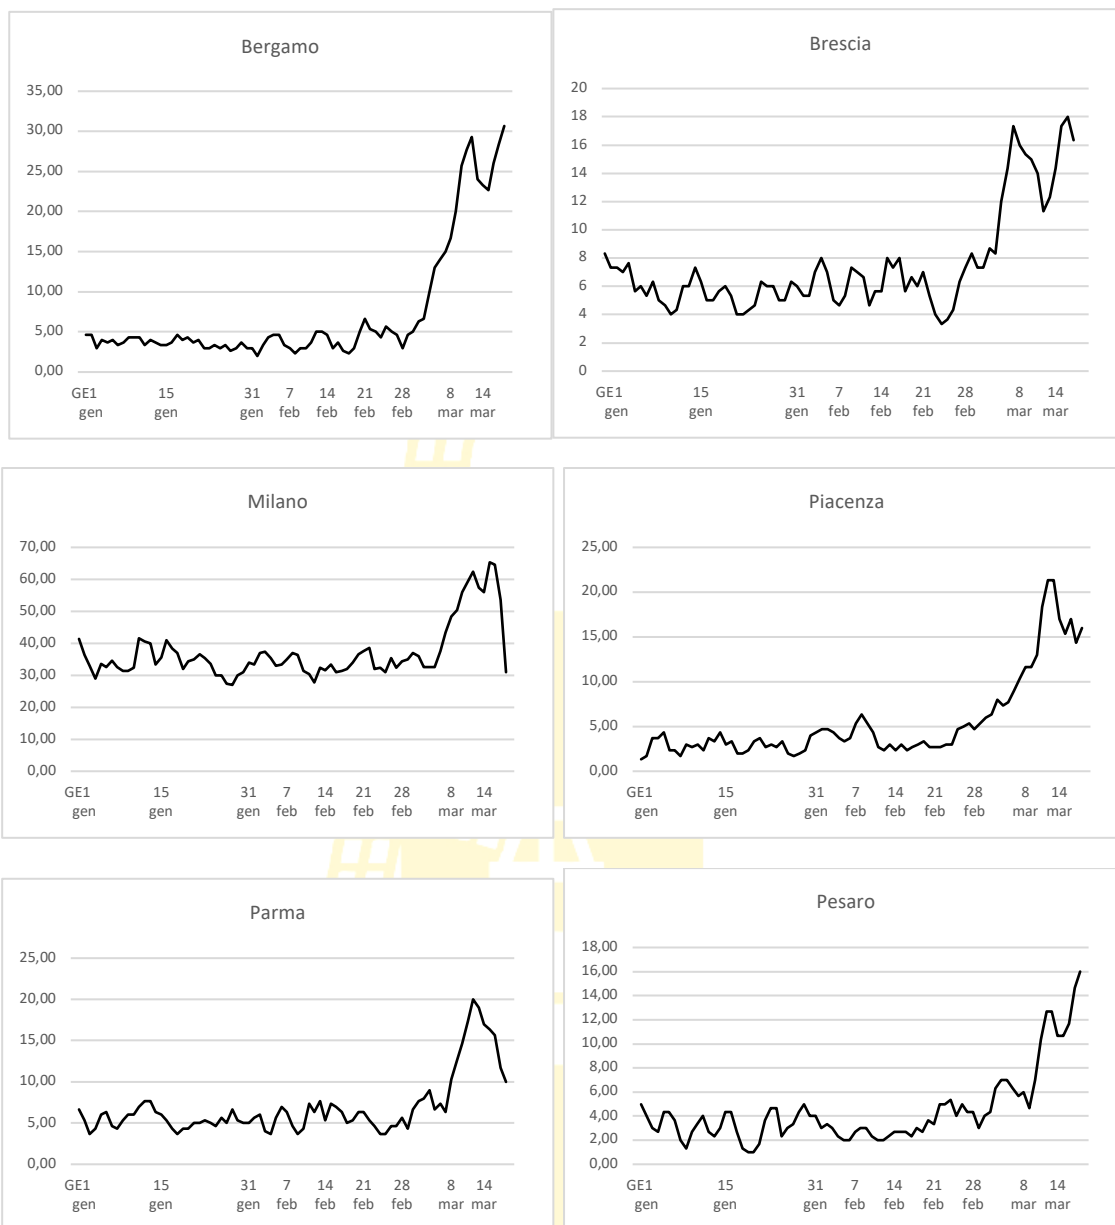 Bergamo
35,00
30,00
25,00
20,00
15,00
10,00
5,00
0,00
GE1 15 31 7 14 21 28 8 14
gen gen gen feb feb feb feb mar mar
Brescia
20
18
16
14
12
10
8
6
4
2
0
GE1 15 31 7 14 21 28 8 14
gen gen gen feb feb feb feb mar mar
Milano
70,00
60,00
50,00
40,00
30,00
20,00
10,00
0,00
GE1 15 31 7 14 21 28 8 14
gen gen gen feb feb feb feb mar mar
Piacenza
25,00
20,00
15,00
10,00
5,00
0,00
GE1 15 31 7 14 21 28 8 14
gen gen gen feb feb feb feb mar mar
Parma
25,00
20,00
15,00
10,00
5,00
0,00
GE1 15 31 7 14 21 28 8 14
gen gen gen feb feb feb feb mar mar
Pesaro
18,00
16,00
14,00
12,00
10,00
8,00
6,00
4,00
2,00
0,00
GE1 15 31 7 14 21 28 8 14
gen gen gen feb feb feb feb mar mar